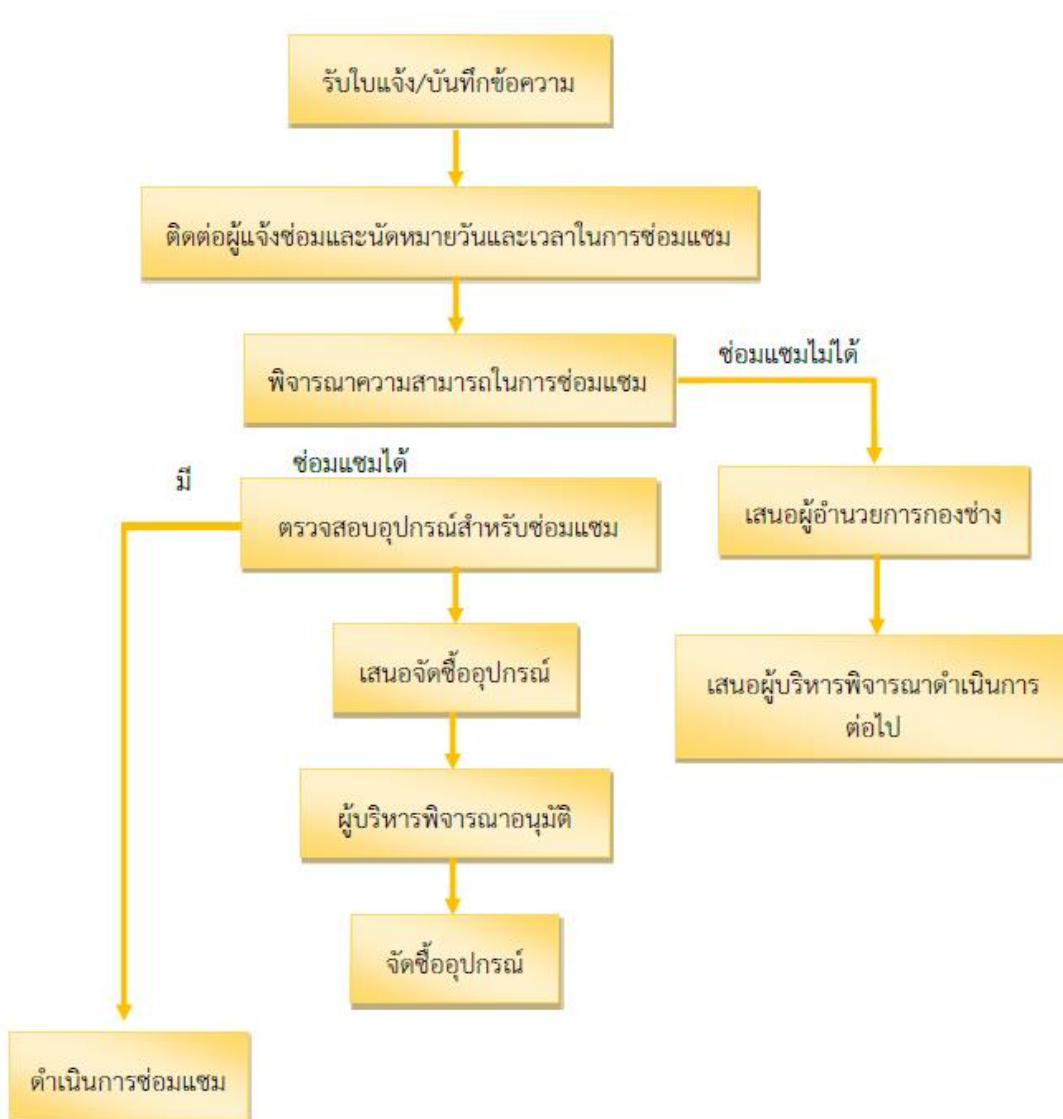 รับใบแจ้ง/บันทึกข้อความ
ติดต่อผู้แจ้งซ่อมและนัดหมายวันและเวลาในการซ่อมแซม
พิจารณาความสามารถในการซ่อมแซม
ซ่อมแซมไม่ได้
มี
ซ่อมแซมได้
ตรวจสอบอุปกรณ์สำหรับซ่อมแซม
เสนอผู้อำนวยการกองช่าง
เสนอจัดซื้ออุปกรณ์
เสนอผู้บริหารพิจารณาดำเนินการ
ต่อไป
ผู้บริหารพิจารณาอนุมัติ
จัดซื้ออุปกรณ์
ดำเนินการซ่อมแซม